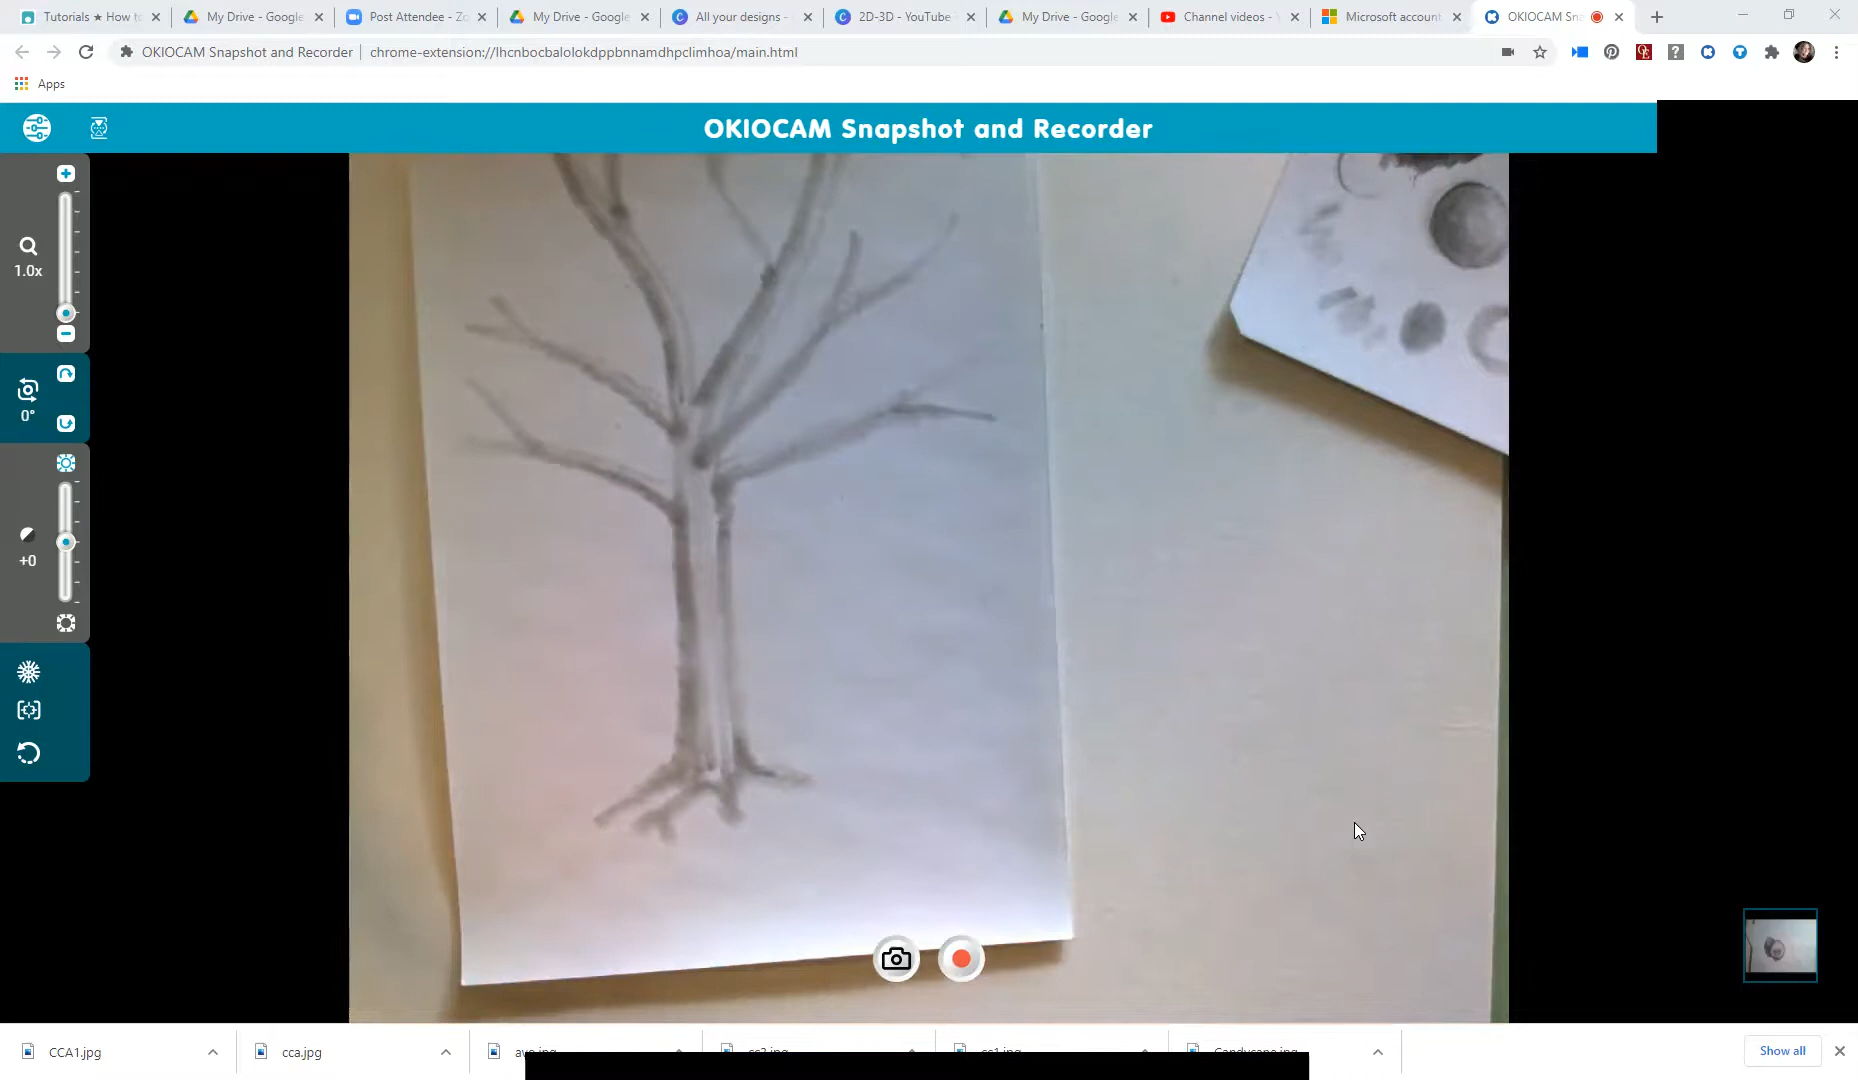 Tutorials ★ How to
My Drive - Google
Post Attendee - Zo
My Drive - Google
All your designs -
2D-3D - YouTube
My Drive - Google
Channel videos -
Microsoft account
OKIOCAM Sna
OKIOCAM Snapshot and Recorder | chrome-extension://lhcnbocbalolokdppbnnamdhpclimhoa/main.html
Apps
OKIOCAM Snapshot and Recorder
1.0x
0°
+0
CCA1.jpg
cca.jpg
Show all